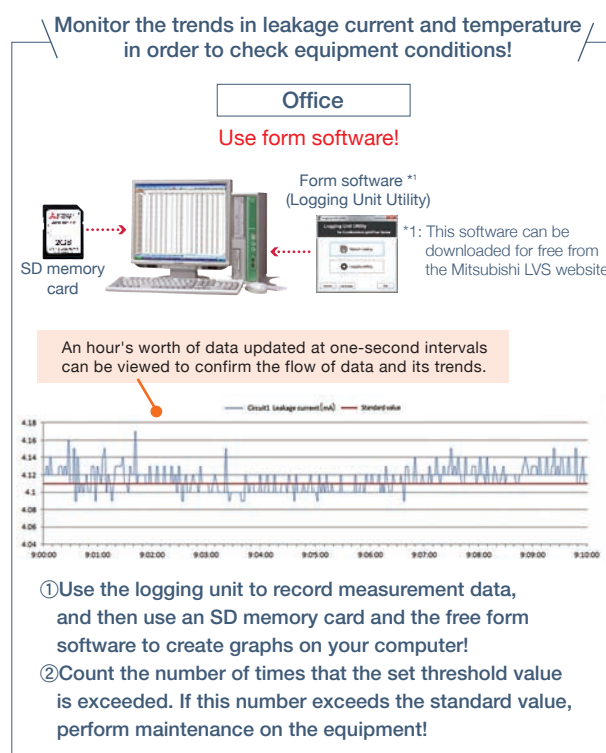 Monitor the trends in leakage current and temperature
in order to check equipment conditions!
Office
Use form software!
Form software *1
(Logging Unit Utility)
2GB
SD memory
card
Logging Unit Utility
*1: This software can be
downloaded for free from
the Mitsubishi LVS website
An hour's worth of data updated at one-second intervals
can be viewed to confirm the flow of data and its trends.
Circuit1 Leakage current[mA] Standard value
4.18
4.16
4.14
4.12
4.1
4.08
4.06
4.04
9:00:00 9:01:00 9:02:00 9:03:00 9:04:00 9:05:00 9:06:00 9:07:00 9:08:00 9:09:00 9:10:00
①Use the logging unit to record measurement data,
and then use an SD memory card and the free form
software to create graphs on your computer!
②Count the number of times that the set threshold value
is exceeded. If this number exceeds the standard value,
perform maintenance on the equipment!